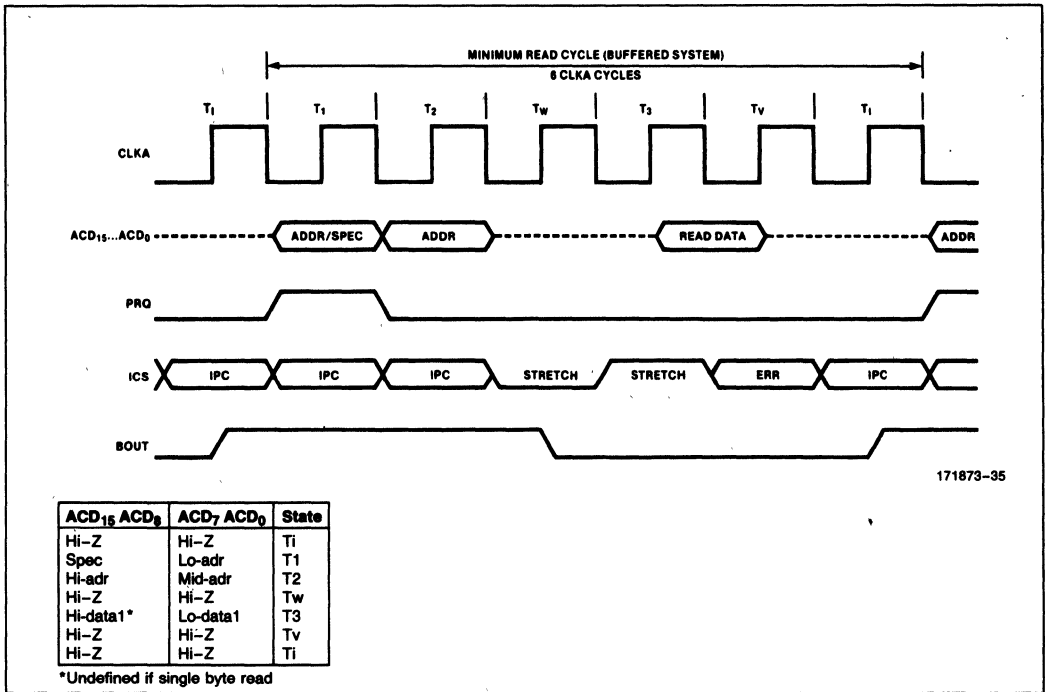 MINIMUM READ CYCLE (BUFFERED SYSTEM)
6 CLKA CYCLES
TI T1 T2 TW T3 TV TI
CLKA
ACD15...ACD0 ADDR/SPEC ADDR READ DATA ADDR
PRQ
ICS IPC IPC IPC STRETCH STRETCH ERR IPC
BOUT
171873-35
ACD15 ACD8 ACD7 ACD0 State
Hi-Z Hi-Z Ti
Spec Lo-adr T1
Hi-adr Mid-adr T2
Hi-Z Hi-Z Tw
Hi-data1* Lo-data1 T3
Hi-Z Hi-Z Tv
Hi-Z Hi-Z Ti
*Undefined if single byte read